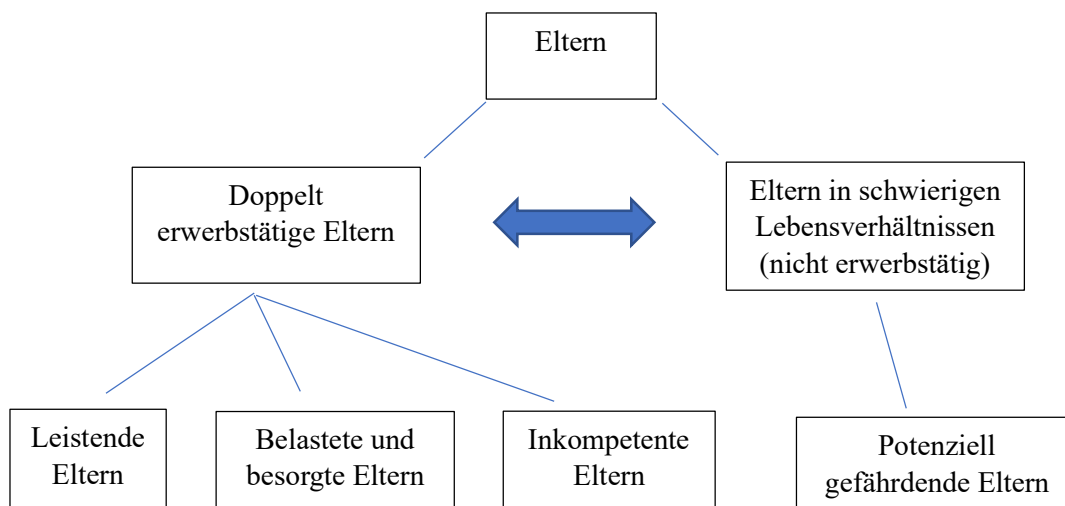 Eltern
Doppelt
erwerbstätige Eltern
Eltern in schwierigen
Lebensverhältnissen
(nicht erwerbstätig)
Leistende
Eltern
Belastete und
besorgte Eltern
Inkompetente
Eltern
Potenziell
gefährdende Eltern